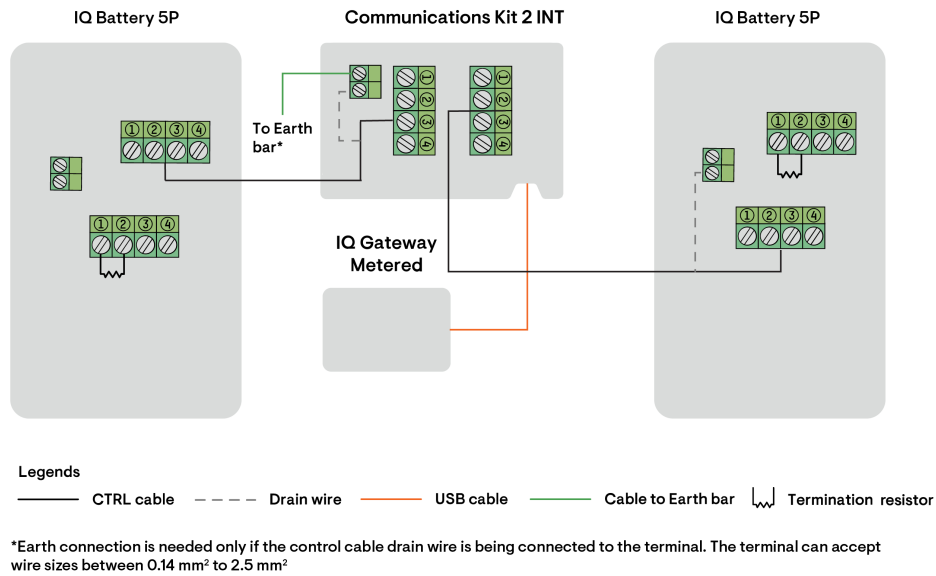 IQ Battery 5P
Communications Kit 2 INT
IQ Battery 5P
1 2 3 4
1 2 3 4
To Earth
bar*
1
2
3
4
1
2
3
4
1 2 3 4
1 2 3 4
IQ Gateway
Metered
Legends
CTRL cable
Drain wire
USB cable
Cable to Earth bar
Termination resistor
*Earth connection is needed only if the control cable drain wire is being connected to the terminal. The terminal can accept
wire sizes between 0.14 mm² to 2.5 mm²